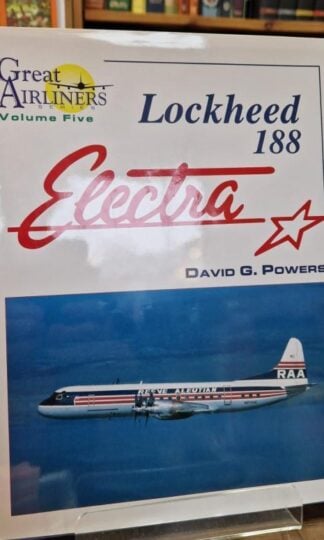 Great
AIRLINERS
SERIES
Volume Five
Lockheed
188
Electra
DAVID G. POWERS
REEVE ALEUTIAN
RAA